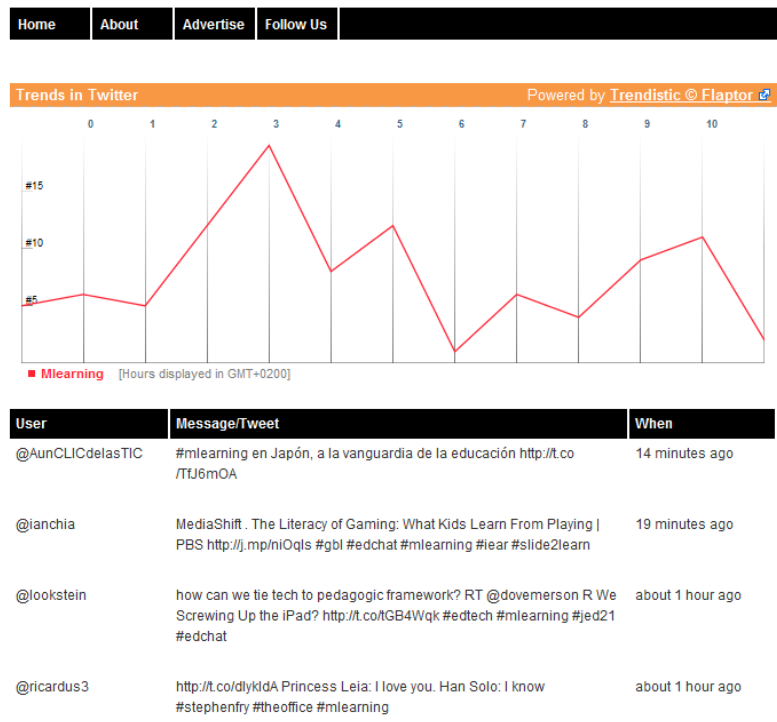 Home About Advertise Follow Us
Trends in Twitter Powered by Trendistic © Flaptor
0 1 2 3 4 5 6 7 8 9 10
#15
#10
#5
Mlearning [Hours displayed in GMT+0200]
User Message/Tweet When
@AunCLICdelasTIC #mlearning en Japón, a la vanguardia de la educación http://t.co 14 minutes ago
/TfJ6mOA
@ianchia MediaShift . The Literacy of Gaming: What Kids Learn From Playing | 19 minutes ago
PBS http://j.mp/niOqls #gbl #edchat #mlearning #iear #slide2learn
@lookstein how can we tie tech to pedagogic framework? RT @dovemerson R We about 1 hour ago
Screwing Up the iPad? http://t.co/tGB4Wqk #edtech #mlearning #jed21
#edchat
@ricardus3 http://t.co/dlykldA Princess Leia: I love you. Han Solo: I know about 1 hour ago
#stephenfry #theoffice #mlearning